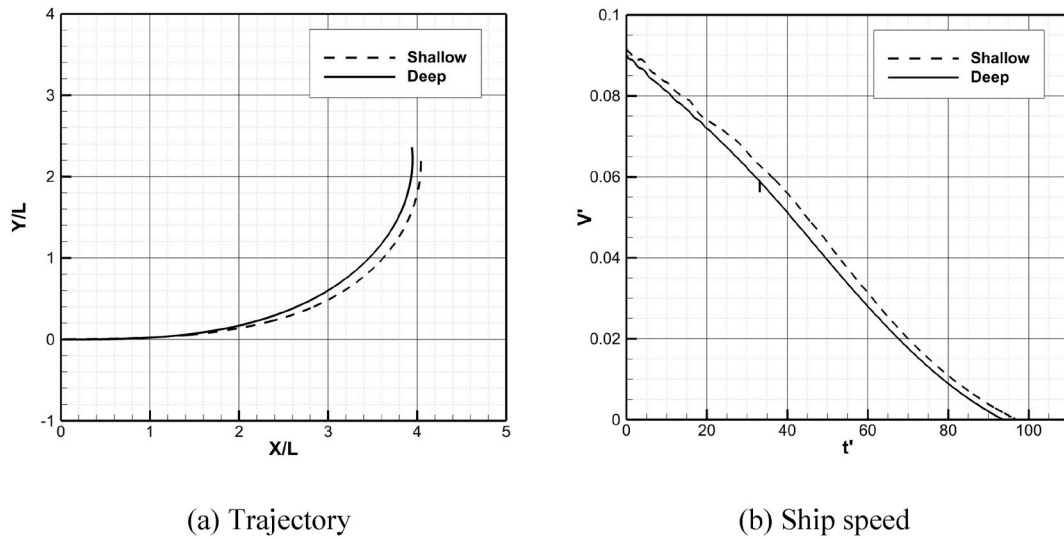 4
3
2
1
0
-1
Y/L
0
1
2
3
4
5
X/L
Shallow
Deep
0.1
0.08
0.06
0.04
0.02
0
V'
0
20
40
60
80
100
t'
Shallow
Deep
(a) Trajectory
(b) Ship speed